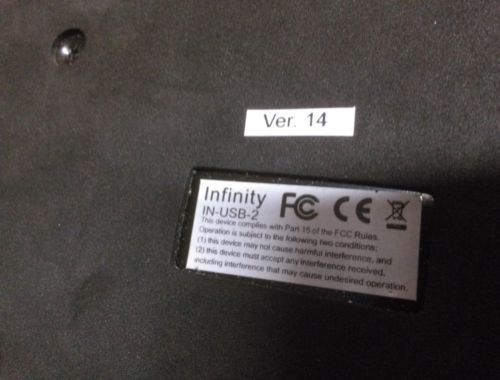 Ver. 14
Infinity
IN-USB-2
FC CE
This device complies with Part 15 of the FCC Rules.
Operation is subject to the following two conditions:
(1) this device may not cause harmful interference, and
(2) this device must accept any interference received,
including interference that may cause undesired operation.